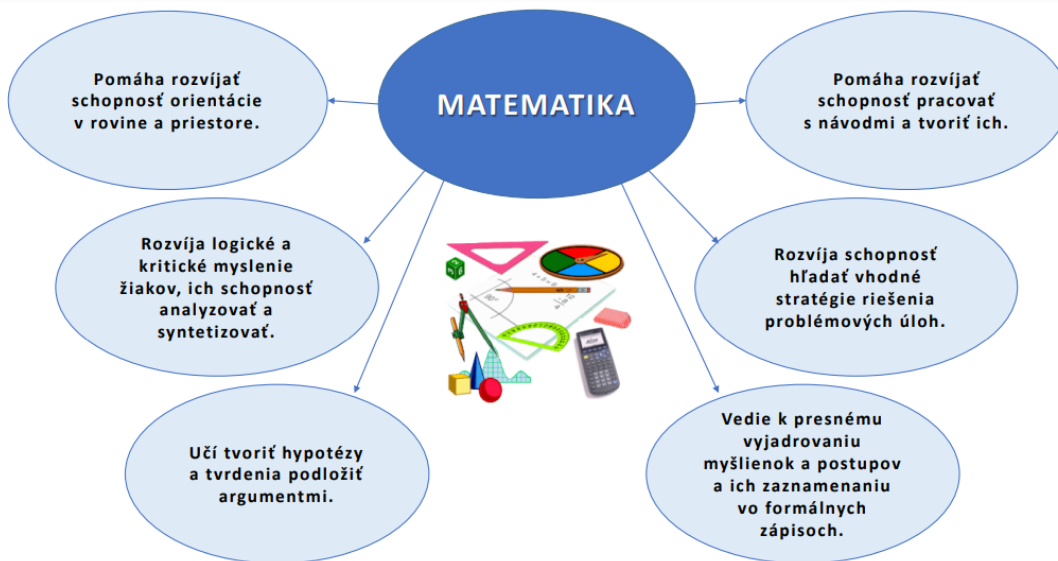 MATEMATIKA
Pomáha rozvíjať
schopnosť orientácie
v rovine a priestore.
Pomáha rozvíjať
schopnosť pracovať
s návodmi a tvoriť ich.
Rozvíja logické a
kritické myslenie
žiakov, ich schopnosť
analyzovať a
syntetizovať.
Rozvíja schopnosť
hľadať vhodné
stratégie riešenia
problémových úloh.
Učí tvoriť hypotézy
a tvrdenia podložiť
argumentmi.
Vedie k presnému
vyjadrovaniu
myšlienok a postupov
a ich zaznamenaniu
vo formálnych
zápisoch.